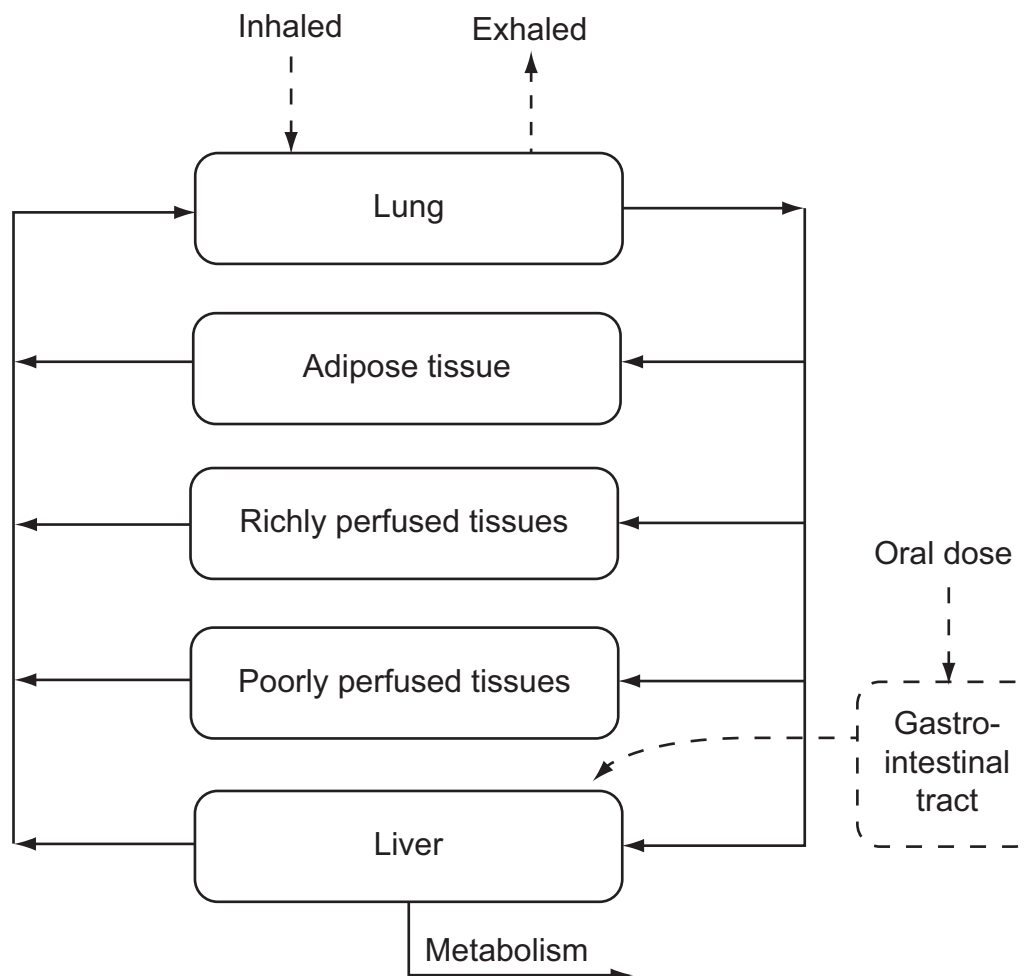 Inhaled
Exhaled
Lung
Adipose tissue
Richly perfused tissues
Oral dose
Poorly perfused tissues
Gastro-
intestinal
tract
Liver
Metabolism